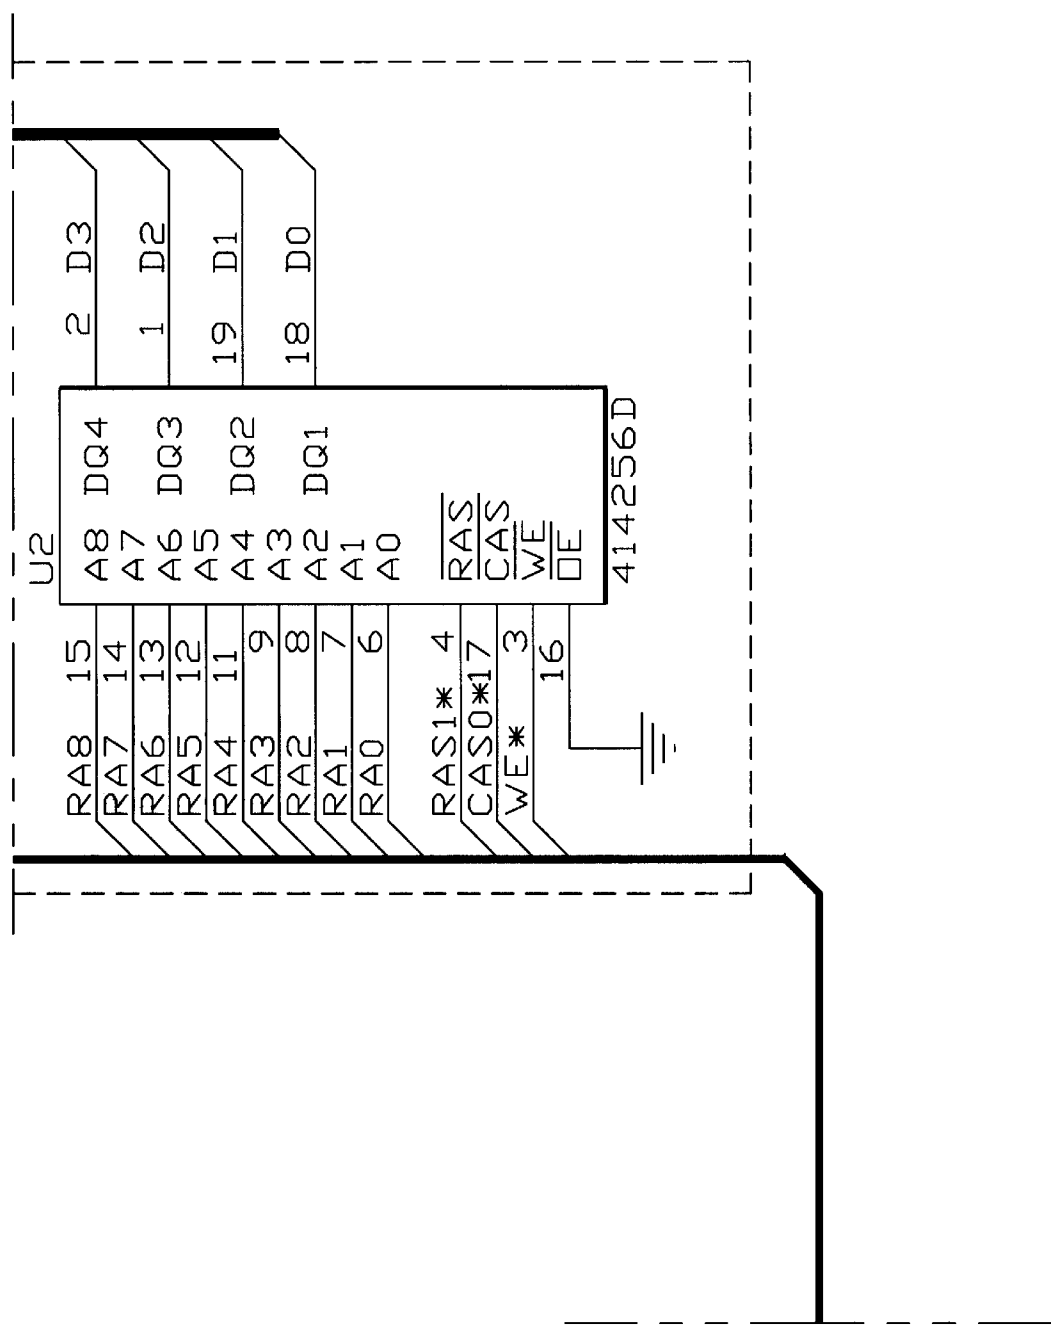 U2
RA8 15 A8 DQ4 2 D3
RA7 14 A7
RA6 13 A6 DQ3 1 D2
RA5 12 A5
RA4 11 A4 DQ2 19 D1
RA3 9 A3
RA2 8 A2 DQ1 18 D0
RA1 7 A1
RA0 6 A0
RAS1* 4 RAS
CAS0*17 CAS
WE* 3 WE
16 OE
414256D